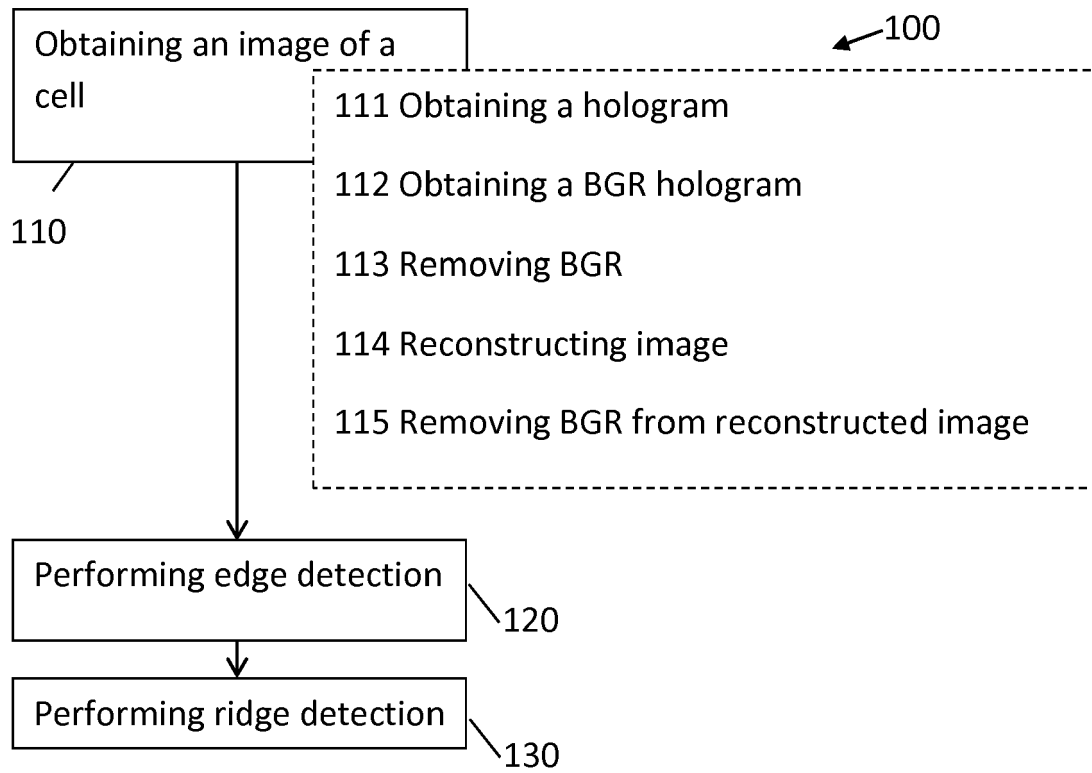 100
Obtaining an image of a
cell
110
111 Obtaining a hologram
112 Obtaining a BGR hologram
113 Removing BGR
114 Reconstructing image
115 Removing BGR from reconstructed image
Performing edge detection
120
Performing ridge detection
130